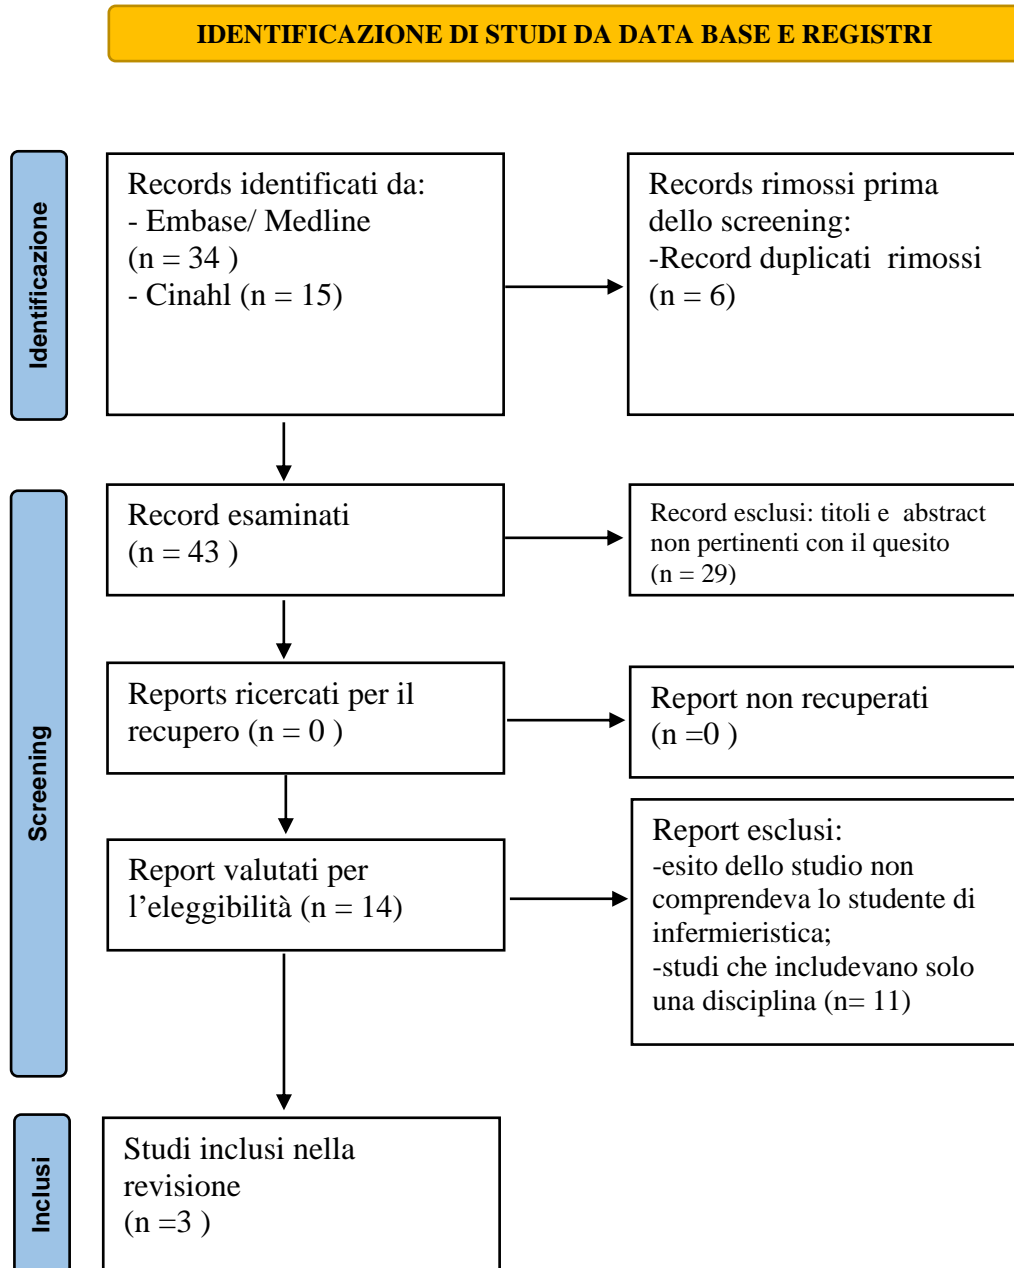 IDENTIFICAZIONE DI STUDI DA DATA BASE E REGISTRI
Identificazione
Records identificati da:
- Embase/ Medline
(n = 34 )
- Cinahl (n = 15)
Records rimossi prima
dello screening:
-Record duplicati  rimossi
(n = 6)
Screening
Record esaminati
(n = 43 )
Record esclusi: titoli e  abstract
non pertinenti con il quesito
(n = 29)
Reports ricercati per il
recupero (n = 0 )
Report non recuperati
(n =0 )
Report valutati per
l'eleggibilità (n = 14)
Report esclusi:
-esito dello studio non
comprendeva lo studente di
infermieristica;
-studi che includevano solo
una disciplina (n= 11)
Inclusi
Studi inclusi nella
revisione
(n =3 )